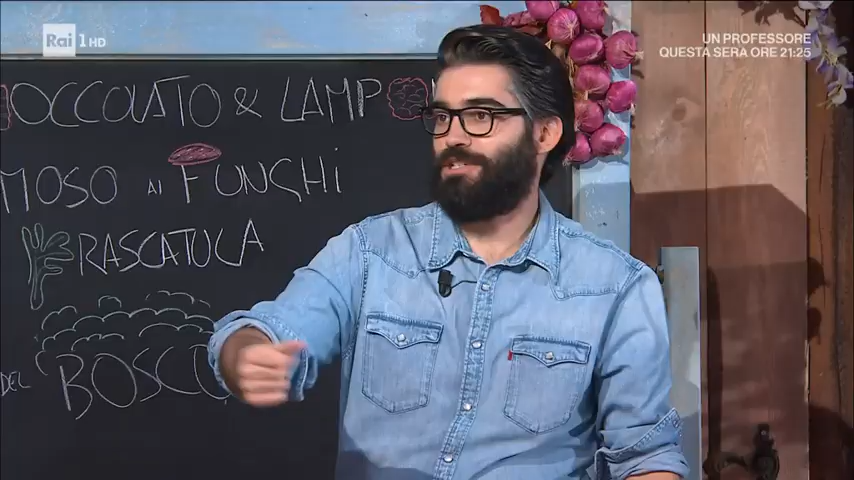 Rai 1 HD
UN PROFESSORE
QUESTA SERA ORE 21:25
OCCOLATO & LAMP
MOSO AI FUNGHI
RASCATULA
DEL BOSCO